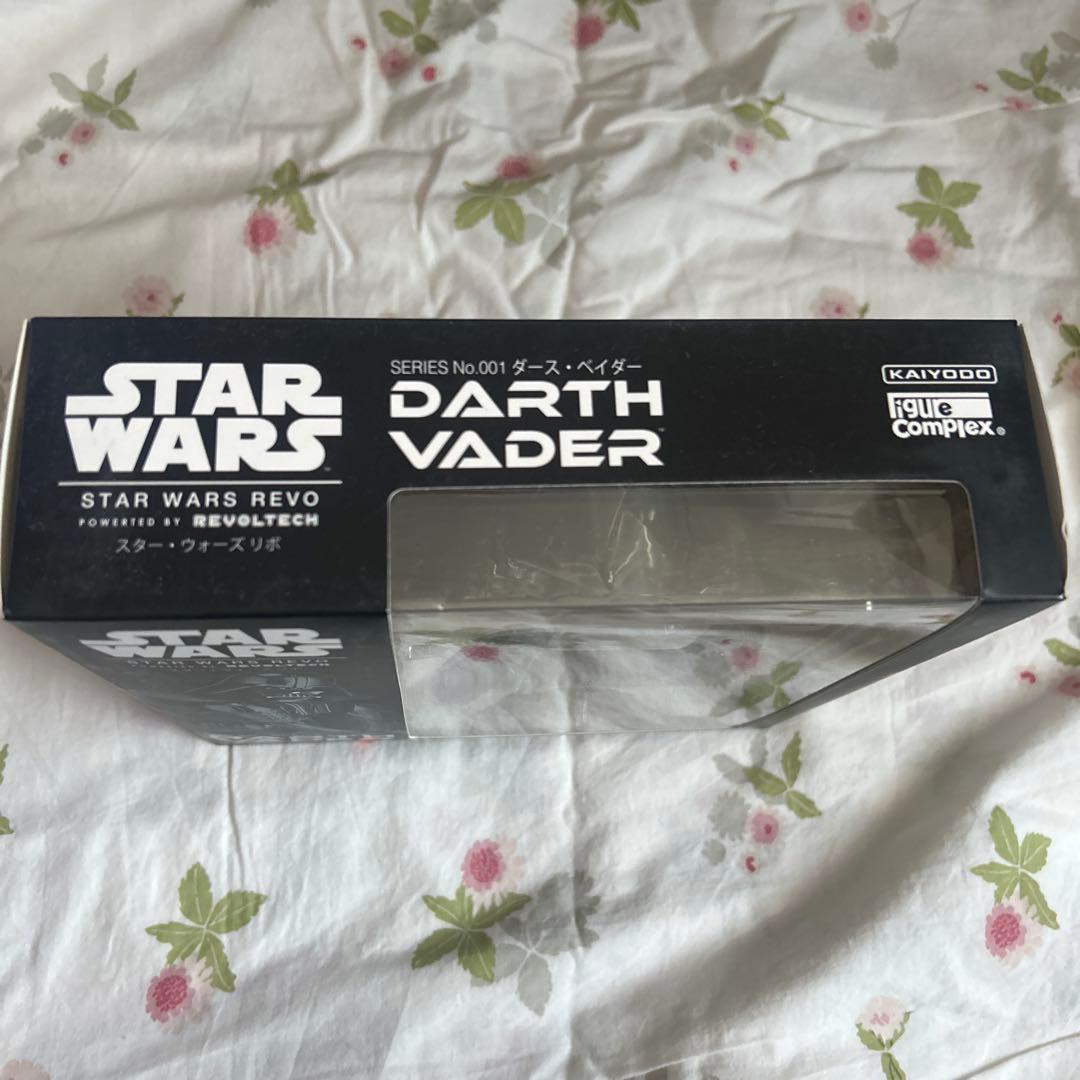 STAR
WARS
STAR WARS REVO
POWERTED BY REVOLTECH
スター・ウォーズ リボ
SERIES No.001 ダース・ベイダー
DARTH
VADER™
KAIYODO
figure
complex®
STAR
WARS
STAR WARS REVO